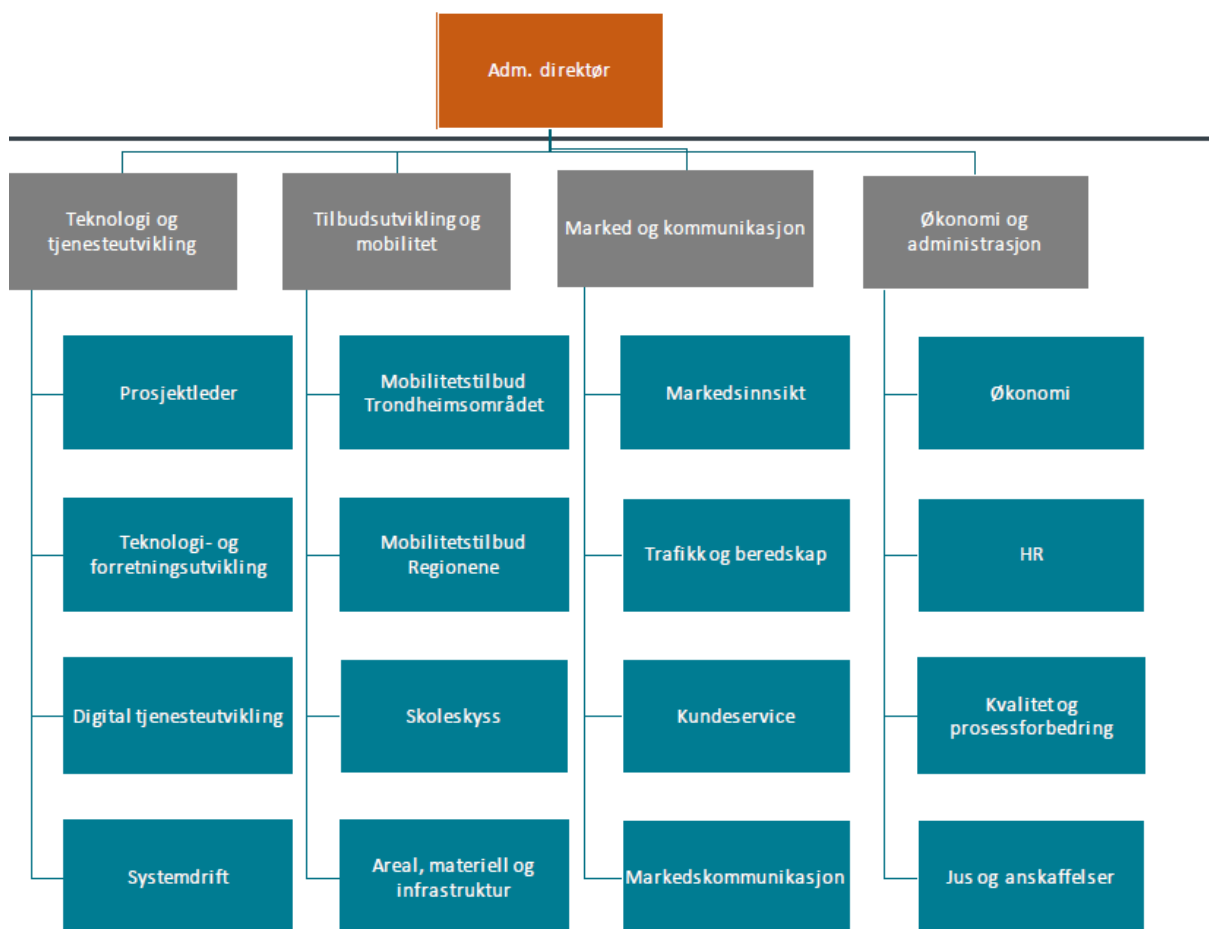 Adm. direktør
Teknologi og
tjenesteutvikling
Tilbudsutvikling og
mobilitet
Marked og kommunikasjon
Økonomi og
administrasjon
Prosjektleder
Mobilitetstilbud
Trondheimsområdet
Markedsinnsikt
Økonomi
Teknologi- og
forretningsutvikling
Mobilitetstilbud
Regionene
Trafikk og beredskap
HR
Digital tjenesteutvikling
Skoleskyss
Kundeservice
Kvalitet og
prosessforbedring
Systemdrift
Areal, materiell og
infrastruktur
Markedskommunikasjon
Jus og anskaffelser